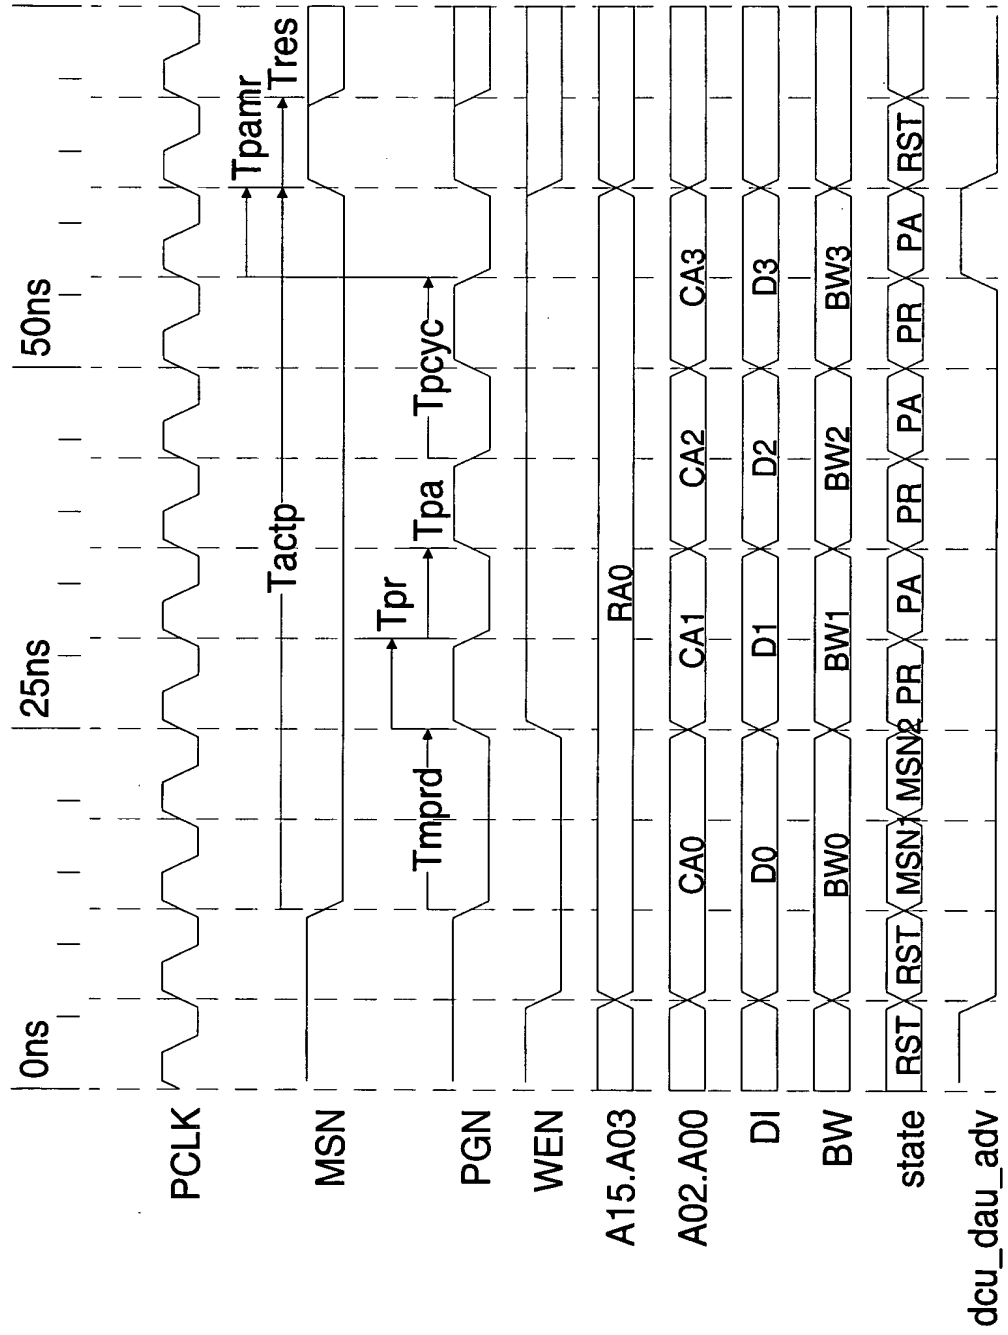 0ns 25ns 50ns
PCLK
Tpamr
MSN Tactp Tres
Tpr
PGN Tmprd Tpa Tpcyc
WEN
A15.A03 RA0
A02.A00 CA0 CA1 CA2 CA3
DI D0 D1 D2 D3
BW BW0 BW1 BW2 BW3
state RST RST MSN1 MSN2 PR PA PR PA PR PA RST
dcu_dau_adv